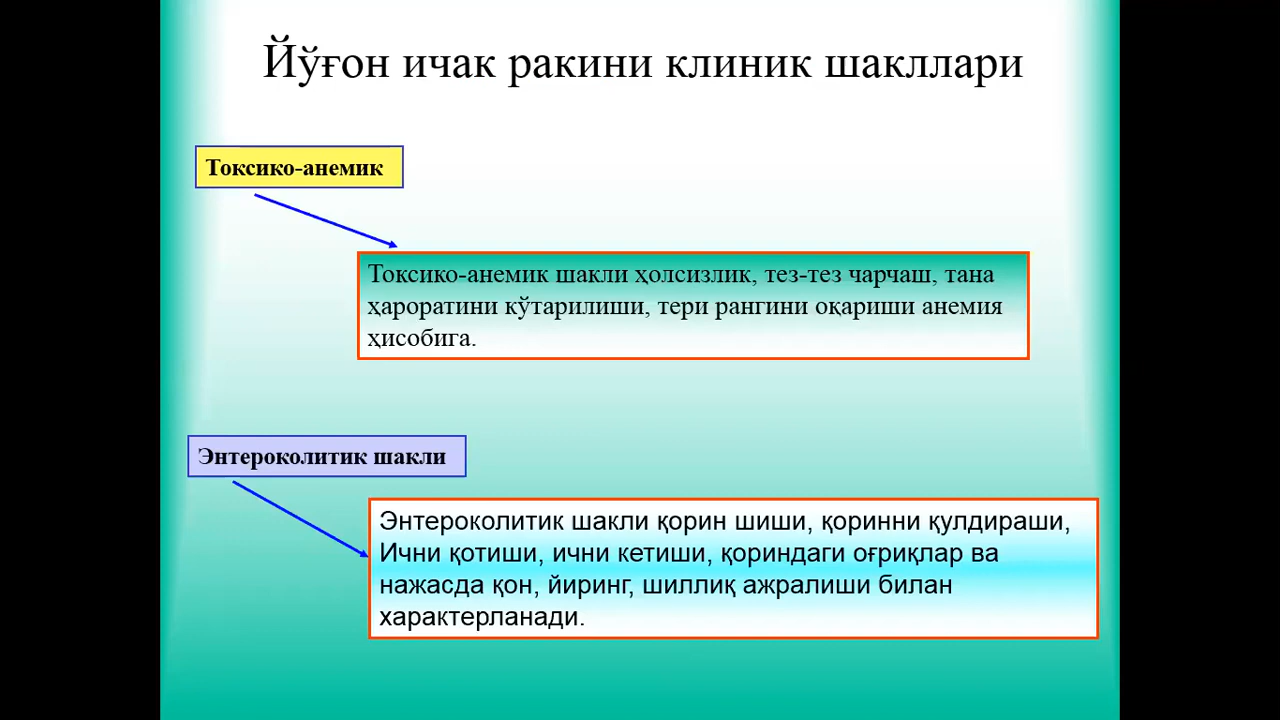 Йўғон ичак ракини клиник шакллари
Токсико-анемик
Токсико-анемик шакли ҳолсизлик, тез-тез чарчаш, тана
ҳароратини кўтарилиши, тери рангини оқариши анемия
ҳисобига.
Энтероколитик шакли
Энтероколитик шакли қорин шиши, қоринни қулдираши,
Ични қотиши, ични кетиши, қориндаги оғриқлар ва
нажасда қон, йиринг, шиллиқ ажралиши билан
характерланади.